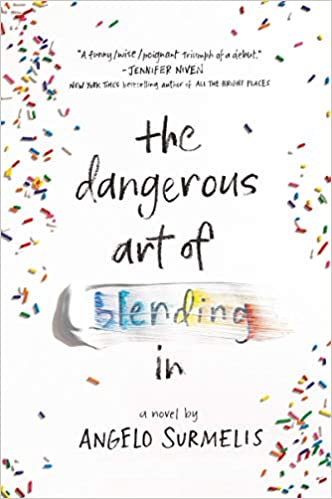 "A funny/wise/poignant triumph of a debut."
-JENNIFER NIVEN
NEW YORK TIMES bestselling author of ALL THE BRIGHT PLACES
the
dangerous
art of
blending
in
a novel by
ANGELO SURMELIS